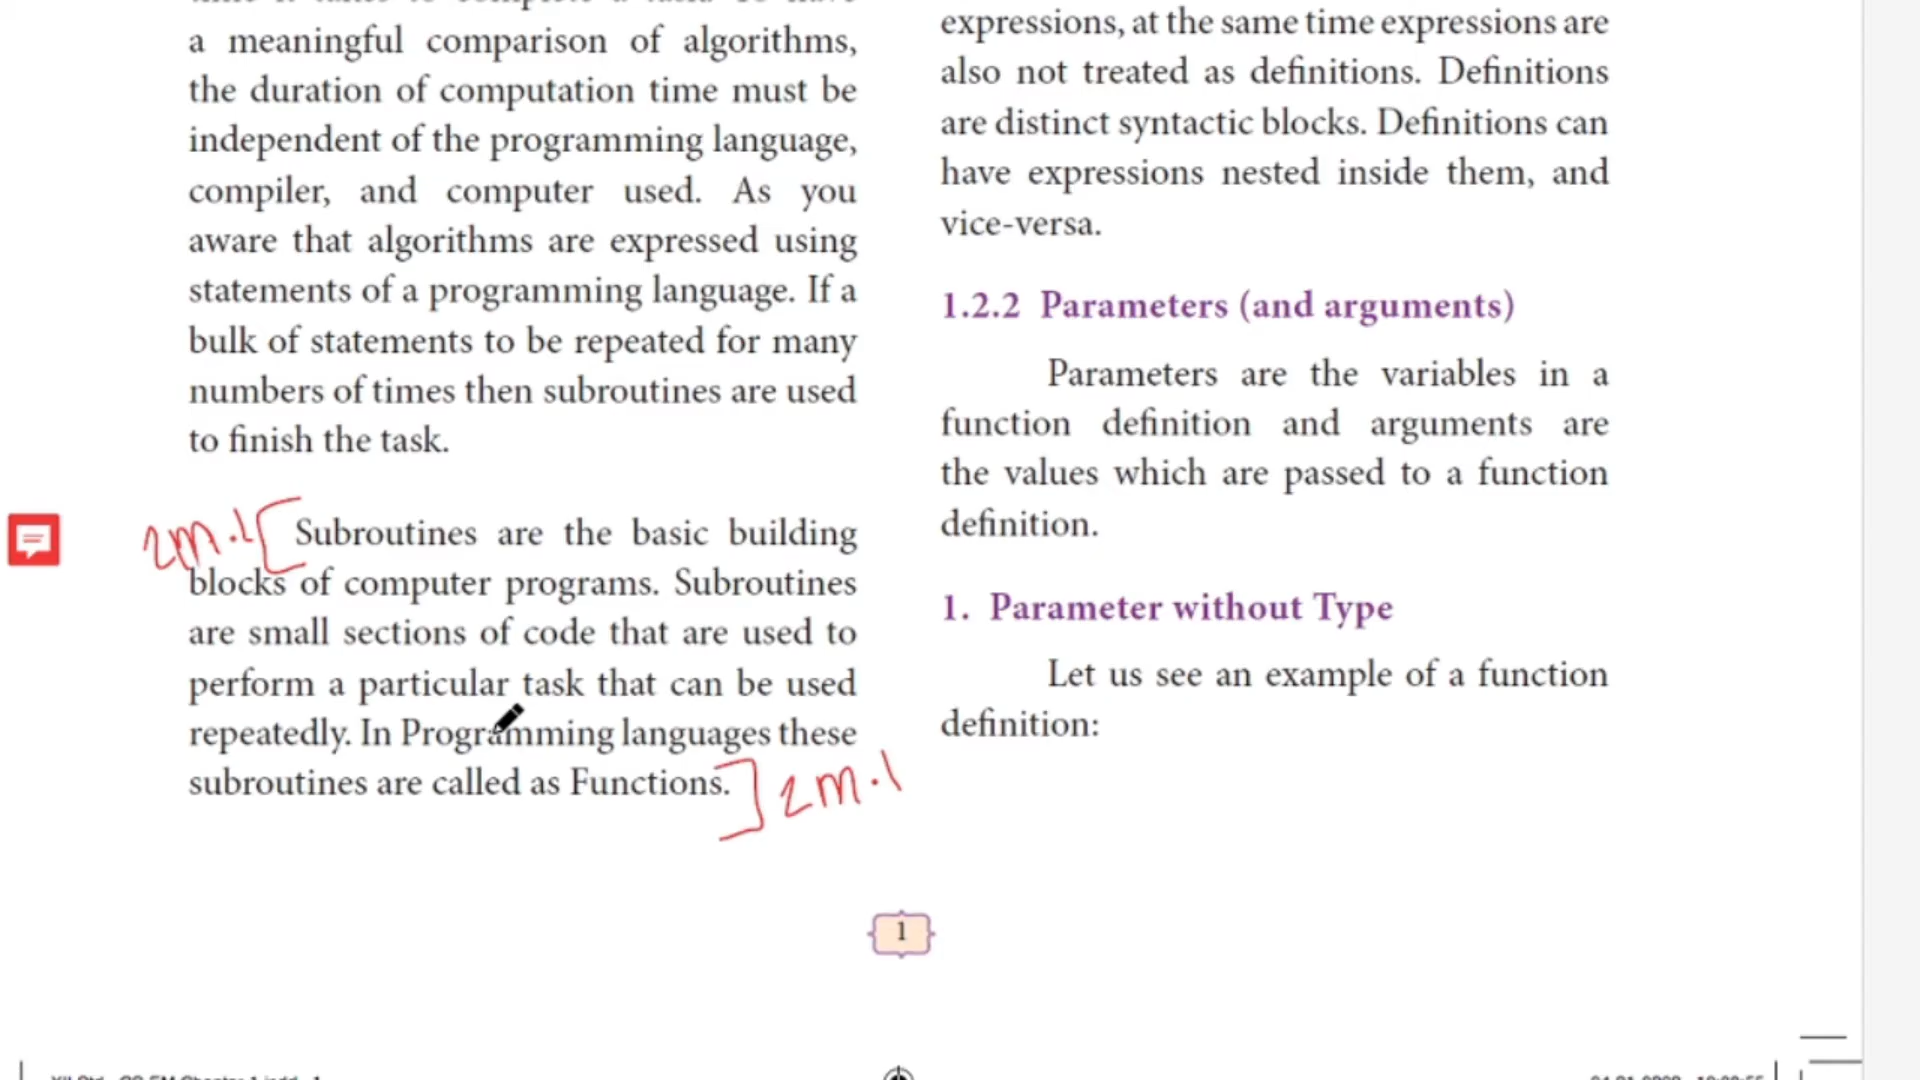 a meaningful comparison of algorithms,
the duration of computation time must be
independent of the programming language,
compiler, and computer used. As you
aware that algorithms are expressed using
statements of a programming language. If a
bulk of statements to be repeated for many
numbers of times then subroutines are used
to finish the task.
2m.1
Subroutines are the basic building
blocks of computer programs. Subroutines
are small sections of code that are used to
perform a particular task that can be used
repeatedly. In Programming languages these
subroutines are called as Functions.
2m.1
expressions, at the same time expressions are
also not treated as definitions. Definitions
are distinct syntactic blocks. Definitions can
have expressions nested inside them, and
vice-versa.
1.2.2 Parameters (and arguments)
Parameters are the variables in a
function definition and arguments are
the values which are passed to a function
definition.
1. Parameter without Type
Let us see an example of a function
definition:
1